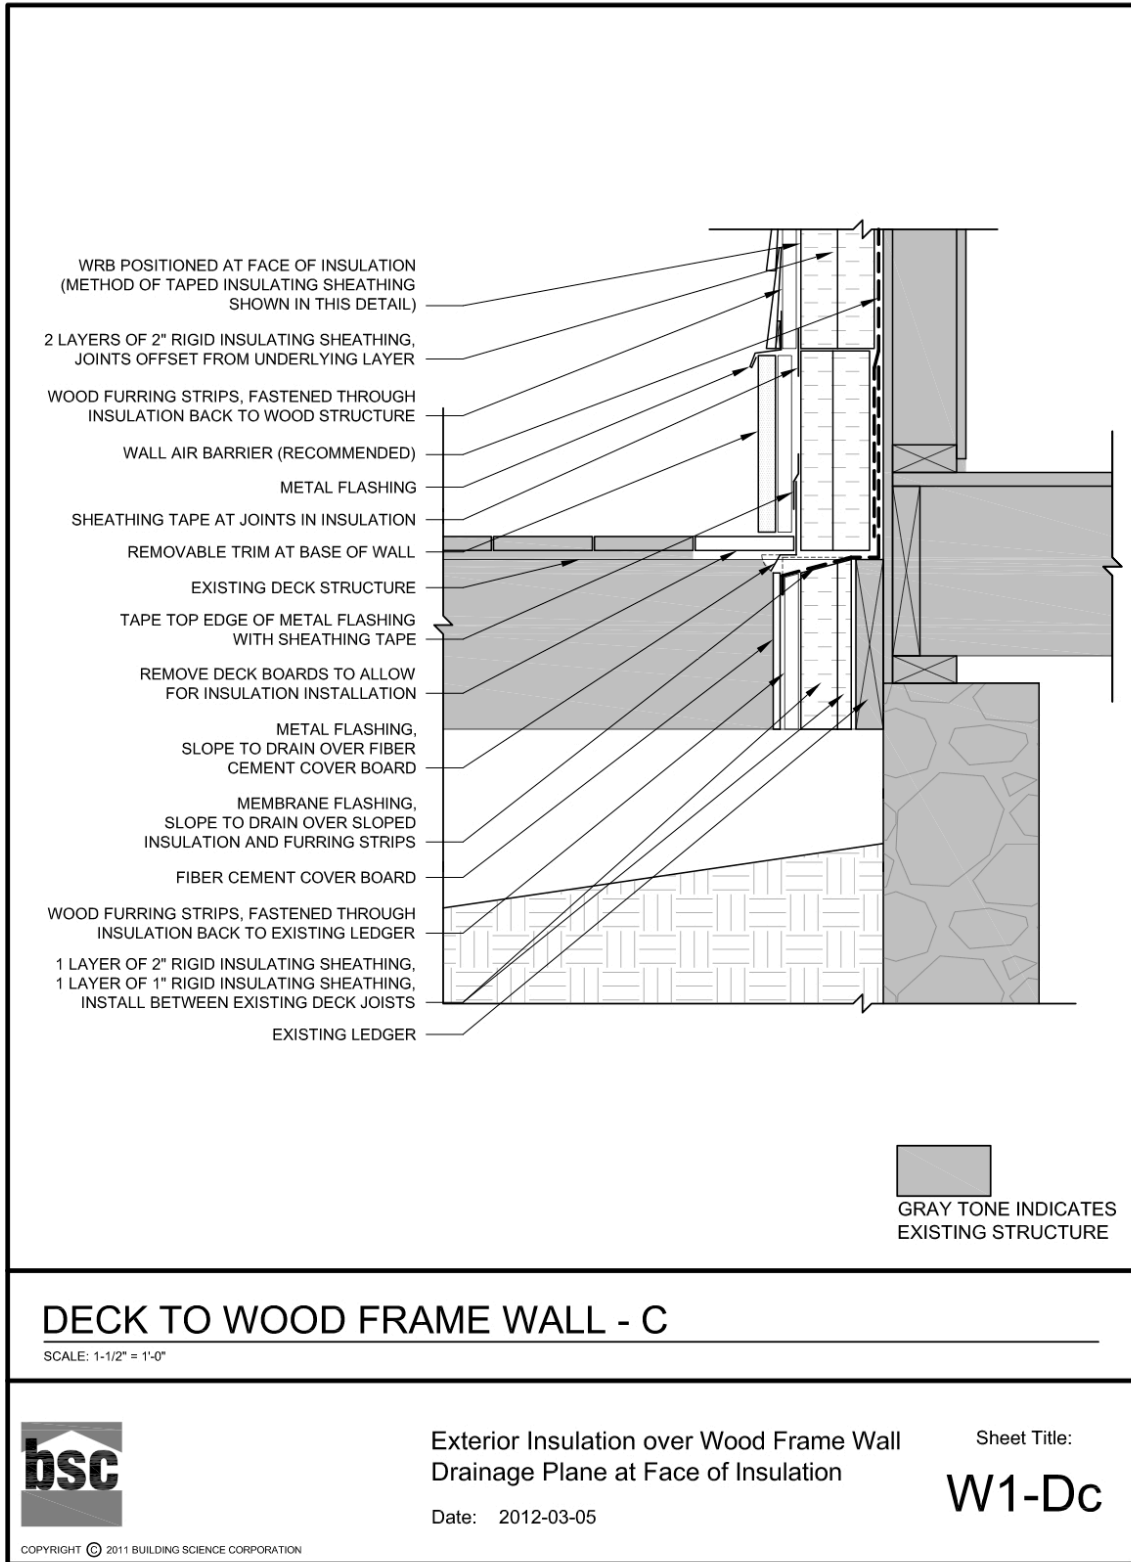 WRB POSITIONED AT FACE OF INSULATION
(METHOD OF TAPED INSULATING SHEATHING
SHOWN IN THIS DETAIL)
2 LAYERS OF 2" RIGID INSULATING SHEATHING,
JOINTS OFFSET FROM UNDERLYING LAYER
WOOD FURRING STRIPS, FASTENED THROUGH
INSULATION BACK TO WOOD STRUCTURE
WALL AIR BARRIER (RECOMMENDED)
METAL FLASHING
SHEATHING TAPE AT JOINTS IN INSULATION
REMOVABLE TRIM AT BASE OF WALL
EXISTING DECK STRUCTURE
TAPE TOP EDGE OF METAL FLASHING
WITH SHEATHING TAPE
REMOVE DECK BOARDS TO ALLOW
FOR INSULATION INSTALLATION
METAL FLASHING,
SLOPE TO DRAIN OVER FIBER
CEMENT COVER BOARD
MEMBRANE FLASHING,
SLOPE TO DRAIN OVER SLOPED
INSULATION AND FURRING STRIPS
FIBER CEMENT COVER BOARD
WOOD FURRING STRIPS, FASTENED THROUGH
INSULATION BACK TO EXISTING LEDGER
1 LAYER OF 2" RIGID INSULATING SHEATHING,
1 LAYER OF 1" RIGID INSULATING SHEATHING,
INSTALL BETWEEN EXISTING DECK JOISTS
EXISTING LEDGER
GRAY TONE INDICATES
EXISTING STRUCTURE
DECK TO WOOD FRAME WALL - C
SCALE: 1-1/2" = 1'-0"
bsc
COPYRIGHT © 2011 BUILDING SCIENCE CORPORATION
Exterior Insulation over Wood Frame Wall
Drainage Plane at Face of Insulation
Date: 2012-03-05
Sheet Title:
W1-Dc